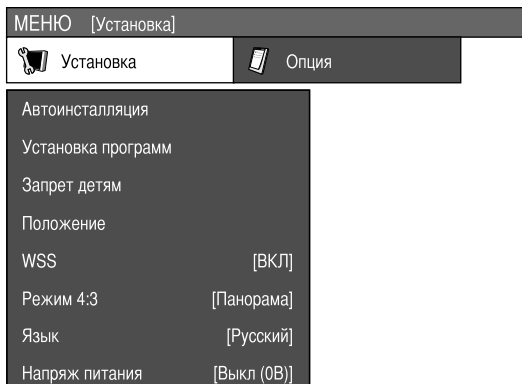 МЕНЮ [Установка]
Установка Опция
Автоинсталляция
Установка программ
Запрет детям
Положение
WSS [ВКЛ]
Режим 4:3 [Панорама]
Язык [Русский]
Напряж питания [Выкл (0В)]